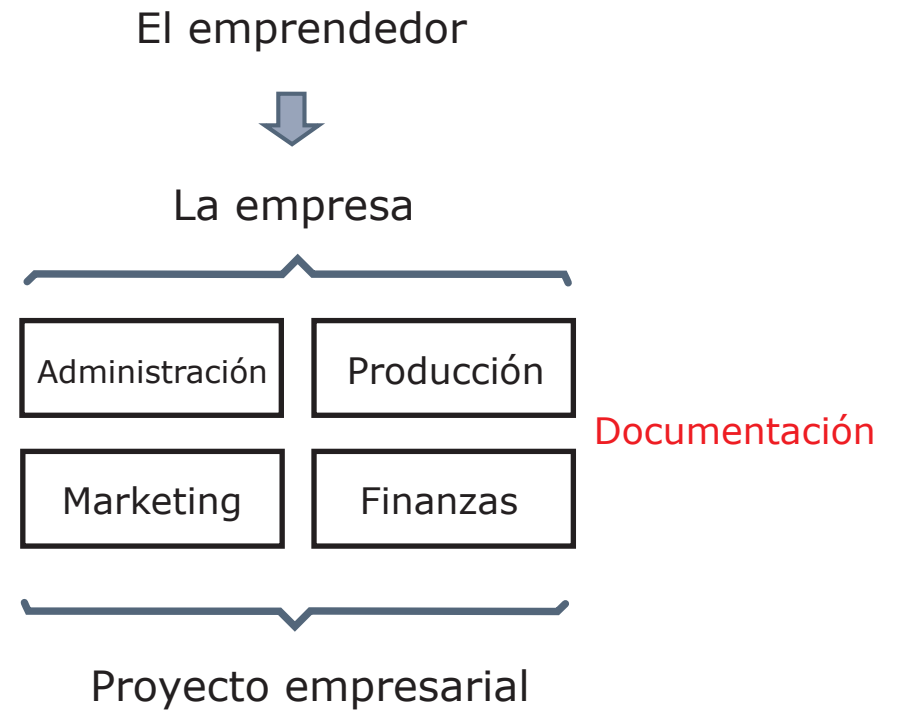 El emprendedor
La empresa
Administración
Producción
Documentación
Marketing
Finanzas
Proyecto empresarial